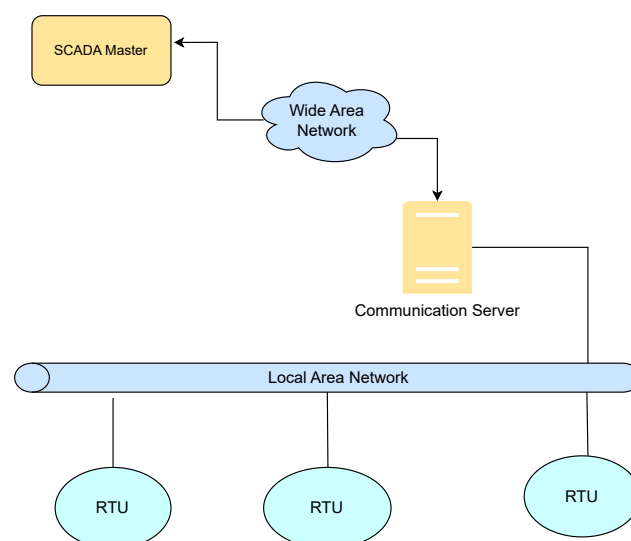 SCADA Master
Wide Area
Network
Communication Server
Local Area Network
RTU
RTU
RTU